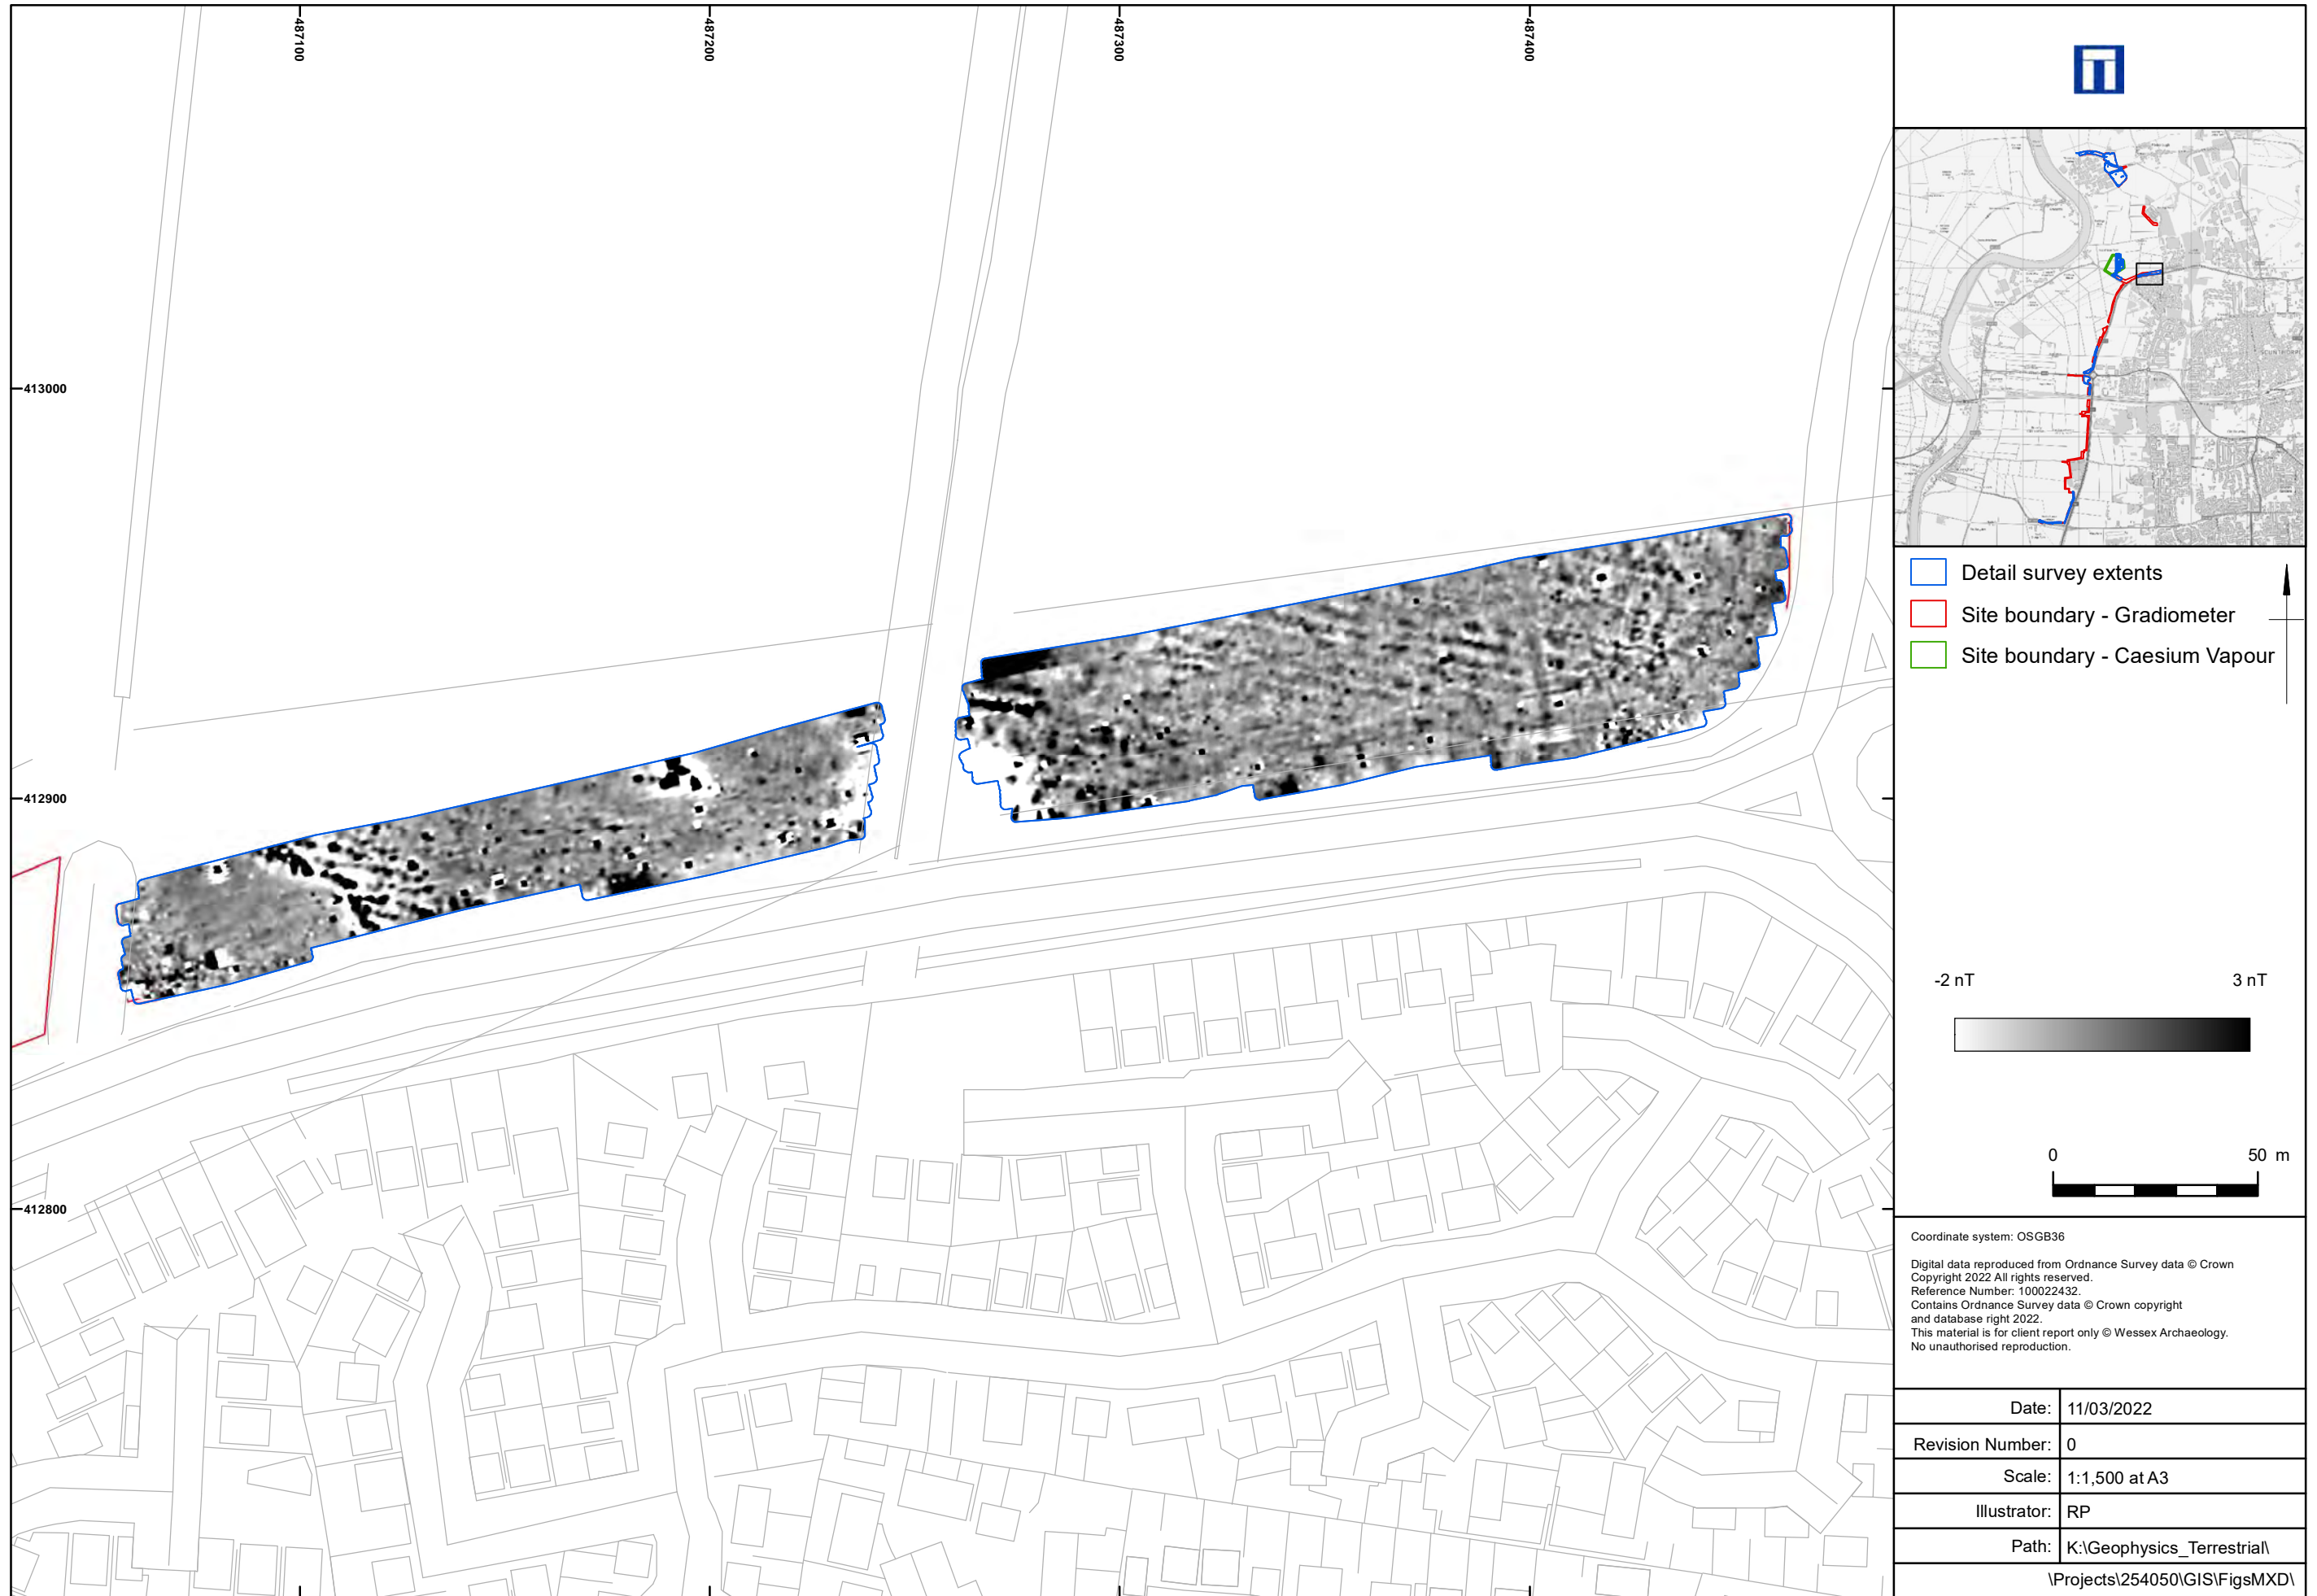 487100
487200
487300
487400
413000
412900
412800
SCUNTHORPE
Detail survey extents
Site boundary - Gradiometer
Site boundary - Caesium Vapour
-2 nT 3 nT
0 50 m
Coordinate system: OSGB36
Digital data reproduced from Ordnance Survey data © Crown
Copyright 2022 All rights reserved.
Reference Number: 100022432.
Contains Ordnance Survey data © Crown copyright
and database right 2022.
This material is for client report only © Wessex Archaeology.
No unauthorised reproduction.
Date: 11/03/2022
Revision Number: 0
Scale: 1:1,500 at A3
Illustrator: RP
Path: K:\Geophysics_Terrestrial\
\Projects\254050\GIS\FigsMXD\